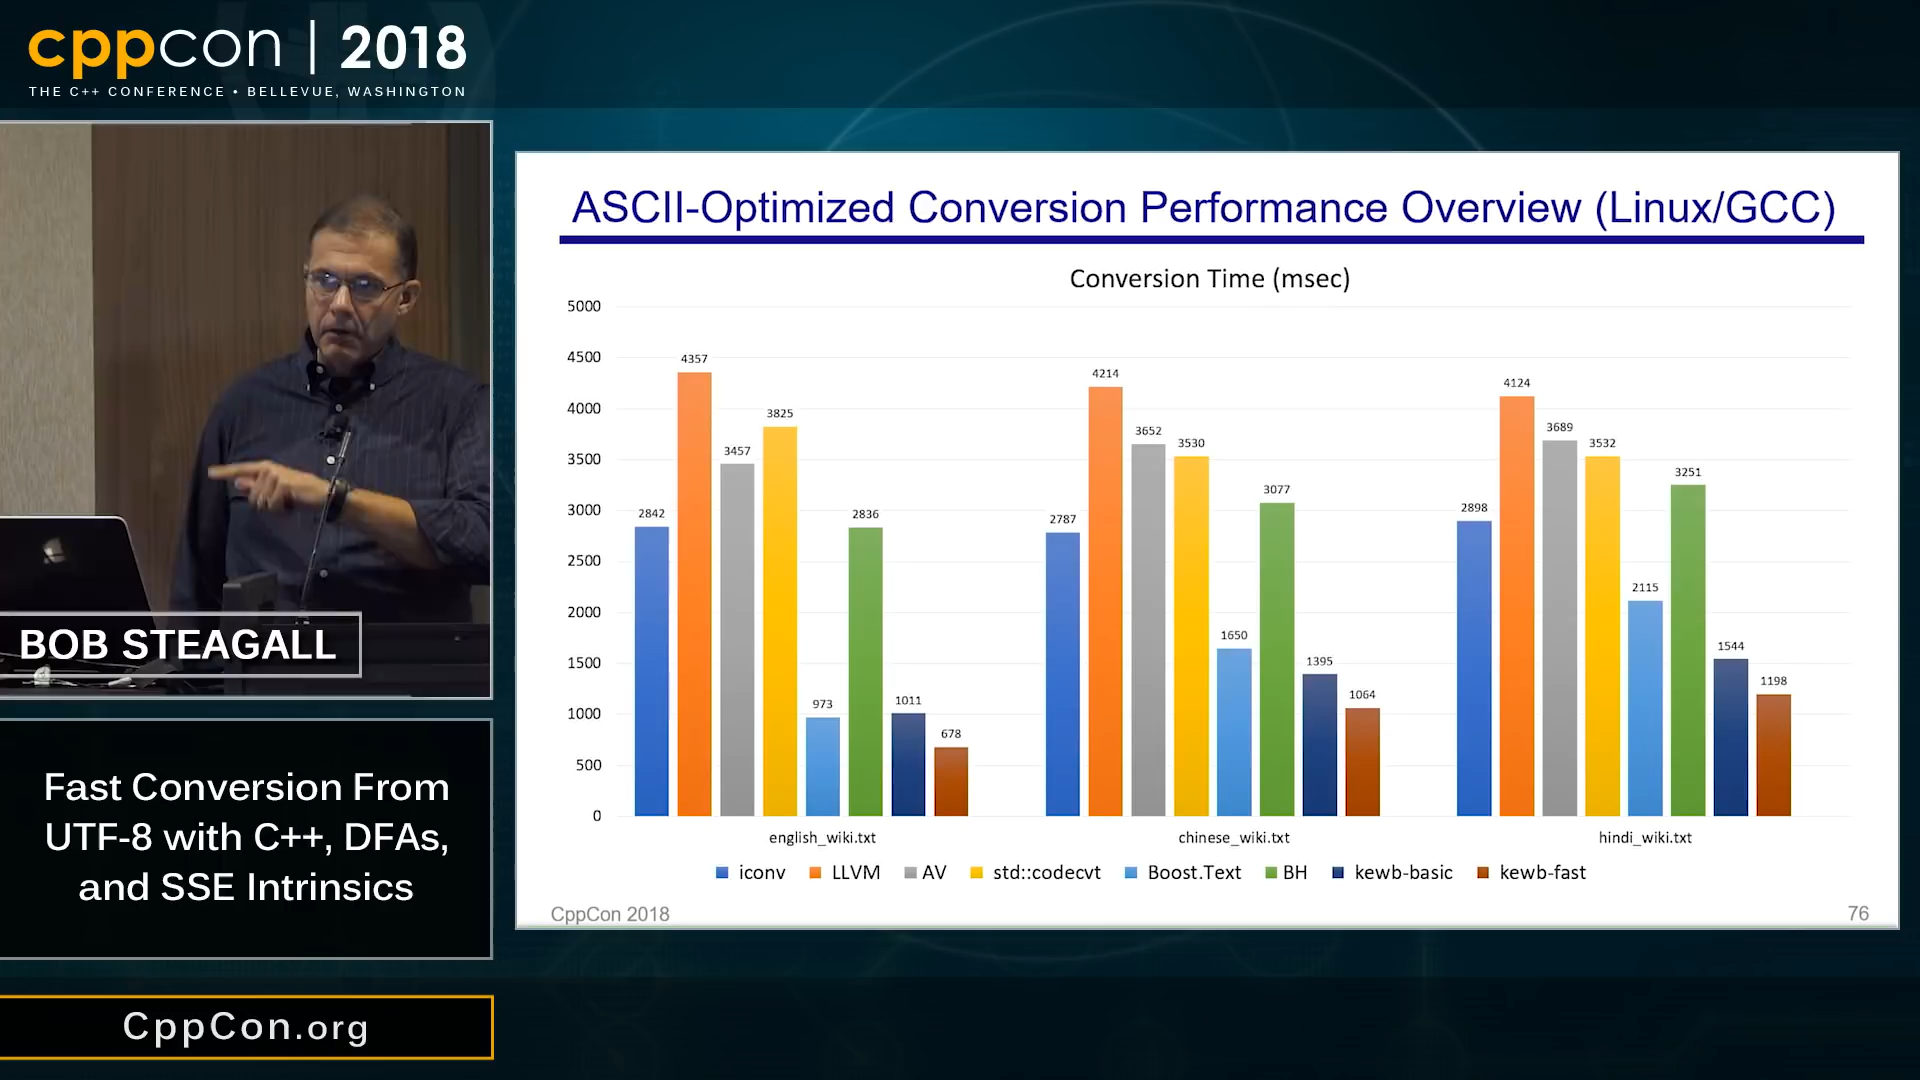 cppcon | 2018
THE C++ CONFERENCE • BELLEVUE, WASHINGTON
BOB STEAGALL
Fast Conversion From
UTF-8 with C++, DFAs,
and SSE Intrinsics
CppCon.org
ASCII-Optimized Conversion Performance Overview (Linux/GCC)
Conversion Time (msec)
5000
4500
4000
3500
3000
2500
2000
1500
1000
500
0
2842
4357
3457
3825
973
2836
1011
678
2787
4214
3652
3530
1650
3077
1395
1064
2898
4124
3689
3532
2115
3251
1544
1198
english_wiki.txt
chinese_wiki.txt
hindi_wiki.txt
iconv LLVM AV std::codecvt Boost.Text BH kewb-basic kewb-fast
CppCon 2018
76